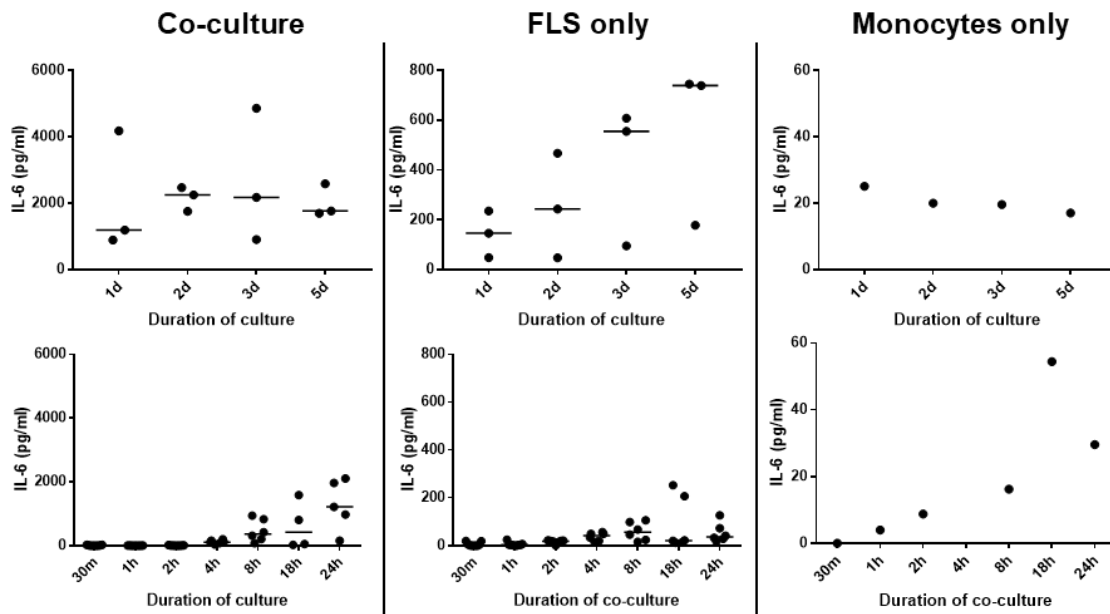 Co-culture
FLS only
Monocytes only
IL-6 (pg/ml)
6000
4000
2000
0
1d
2d
3d
5d
Duration of culture
IL-6 (pg/ml)
800
600
400
200
0
1d
2d
3d
5d
Duration of culture
IL-6 (pg/ml)
60
40
20
0
1d
2d
3d
5d
Duration of culture
IL-6 (pg/ml)
6000
4000
2000
0
30m
1h
2h
4h
8h
18h
24h
Duration of culture
IL-6 (pg/ml)
800
600
400
200
0
30m
1h
2h
4h
8h
18h
24h
Duration of co-culture
IL-6 (pg/ml)
60
40
20
0
30m
1h
2h
4h
8h
18h
24h
Duration of co-culture